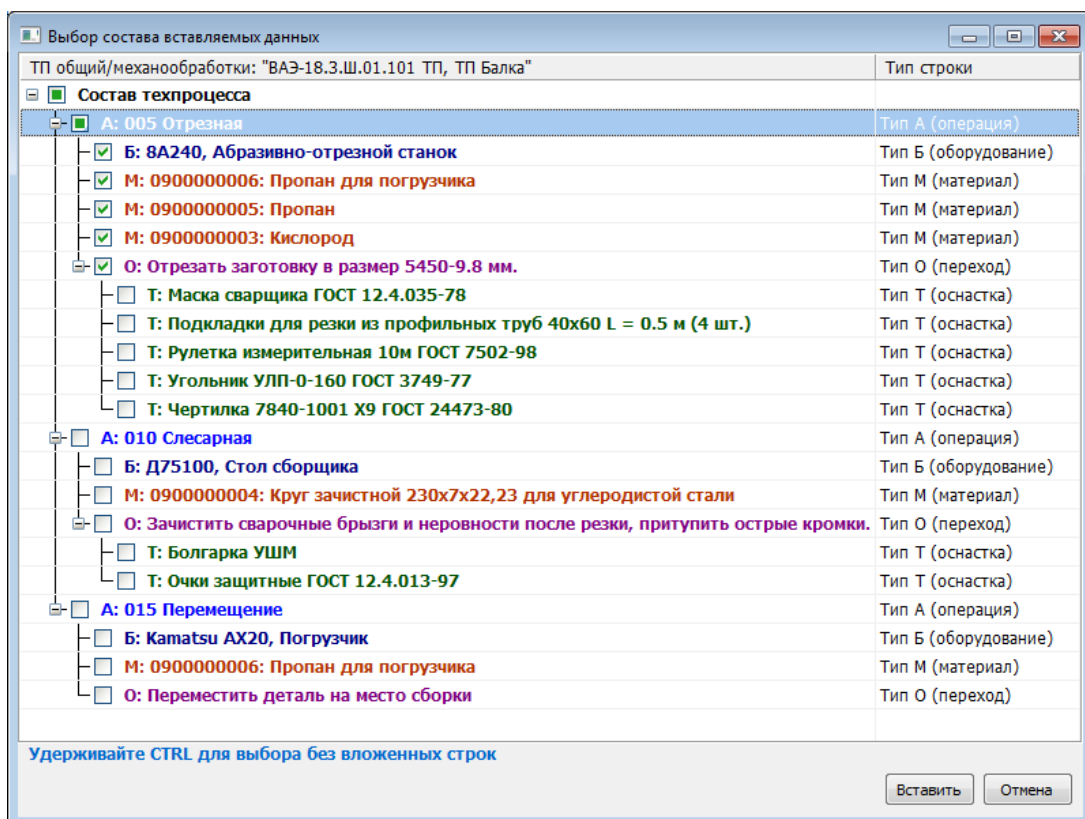 Выбор состава вставляемых данных
ТП общий/механообработки: "ВАЭ-18.3.Ш.01.101 ТП, ТП Балка" Тип строки
Состав техпроцесса
А: 005 Отрезная Тип А (операция)
Б: 8А240, Абразивно-отрезной станок Тип Б (оборудование)
М: 0900000006: Пропан для погрузчика Тип М (материал)
М: 0900000005: Пропан Тип М (материал)
М: 0900000003: Кислород Тип М (материал)
О: Отрезать заготовку в размер 5450-9.8 мм. Тип О (переход)
Т: Маска сварщика ГОСТ 12.4.035-78 Тип Т (оснастка)
Т: Подкладки для резки из профильных труб 40х60 L = 0.5 м (4 шт.) Тип Т (оснастка)
Т: Рулетка измерительная 10м ГОСТ 7502-98 Тип Т (оснастка)
Т: Угольник УЛП-0-160 ГОСТ 3749-77 Тип Т (оснастка)
Т: Чертилка 7840-1001 Х9 ГОСТ 24473-80 Тип Т (оснастка)
А: 010 Слесарная Тип А (операция)
Б: Д75100, Стол сборщика Тип Б (оборудование)
М: 0900000004: Круг зачистной 230х7х22,23 для углеродистой стали Тип М (материал)
О: Зачистить сварочные брызги и неровности после резки, притупить острые кромки. Тип О (переход)
Т: Болгарка УШМ Тип Т (оснастка)
Т: Очки защитные ГОСТ 12.4.013-97 Тип Т (оснастка)
А: 015 Перемещение Тип А (операция)
Б: Kamatsu AX20, Погрузчик Тип Б (оборудование)
М: 0900000006: Пропан для погрузчика Тип М (материал)
О: Переместить деталь на место сборки Тип О (переход)
Удерживайте CTRL для выбора без вложенных строк
Вставить Отмена